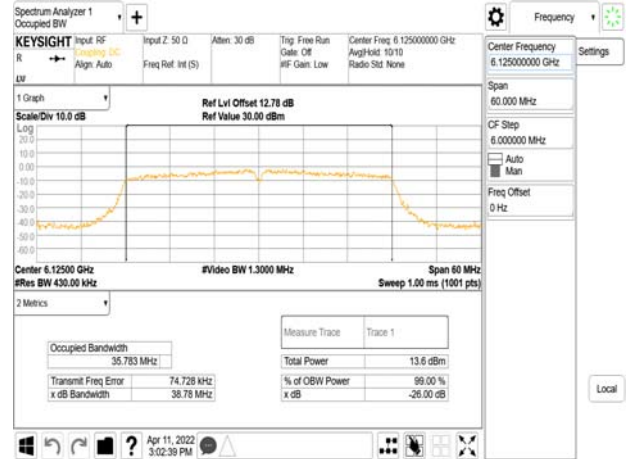 Spectrum Analyzer 1
Occupied BW
+
Frequency
KEYSIGHT
R
Input: RF
Coupling: DC
Align: Auto
Input Z: 50 Ω
Freq Ref: Int (S)
Atten: 30 dB
Trig: Free Run
Gate: Off
#IF Gain: Low
Center Freq: 6.125000000 GHz
Avg|Hold: 10/10
Radio Std: None
Center Frequency
6.125000000 GHz
Settings
Span
60.000 MHz
CF Step
6.000000 MHz
Auto
Man
Freq Offset
0 Hz
1 Graph
Scale/Div 10.0 dB
Ref Lvl Offset 12.78 dB
Ref Value 30.00 dBm
Log
20.0
10.0
0.00
-10.0
-20.0
-30.0
-40.0
-50.0
-60.0
Center 6.12500 GHz
#Res BW 430.00 kHz
#Video BW 1.3000 MHz
Span 60 MHz
Sweep 1.00 ms (1001 pts)
2 Metrics
Measure Trace
Trace 1
Occupied Bandwidth
35.783 MHz
Total Power
13.6 dBm
Transmit Freq Error
74.728 kHz
% of OBW Power
99.00 %
x dB Bandwidth
38.78 MHz
x dB
-26.00 dB
Local
?
Apr 11, 2022
3:02:39 PM